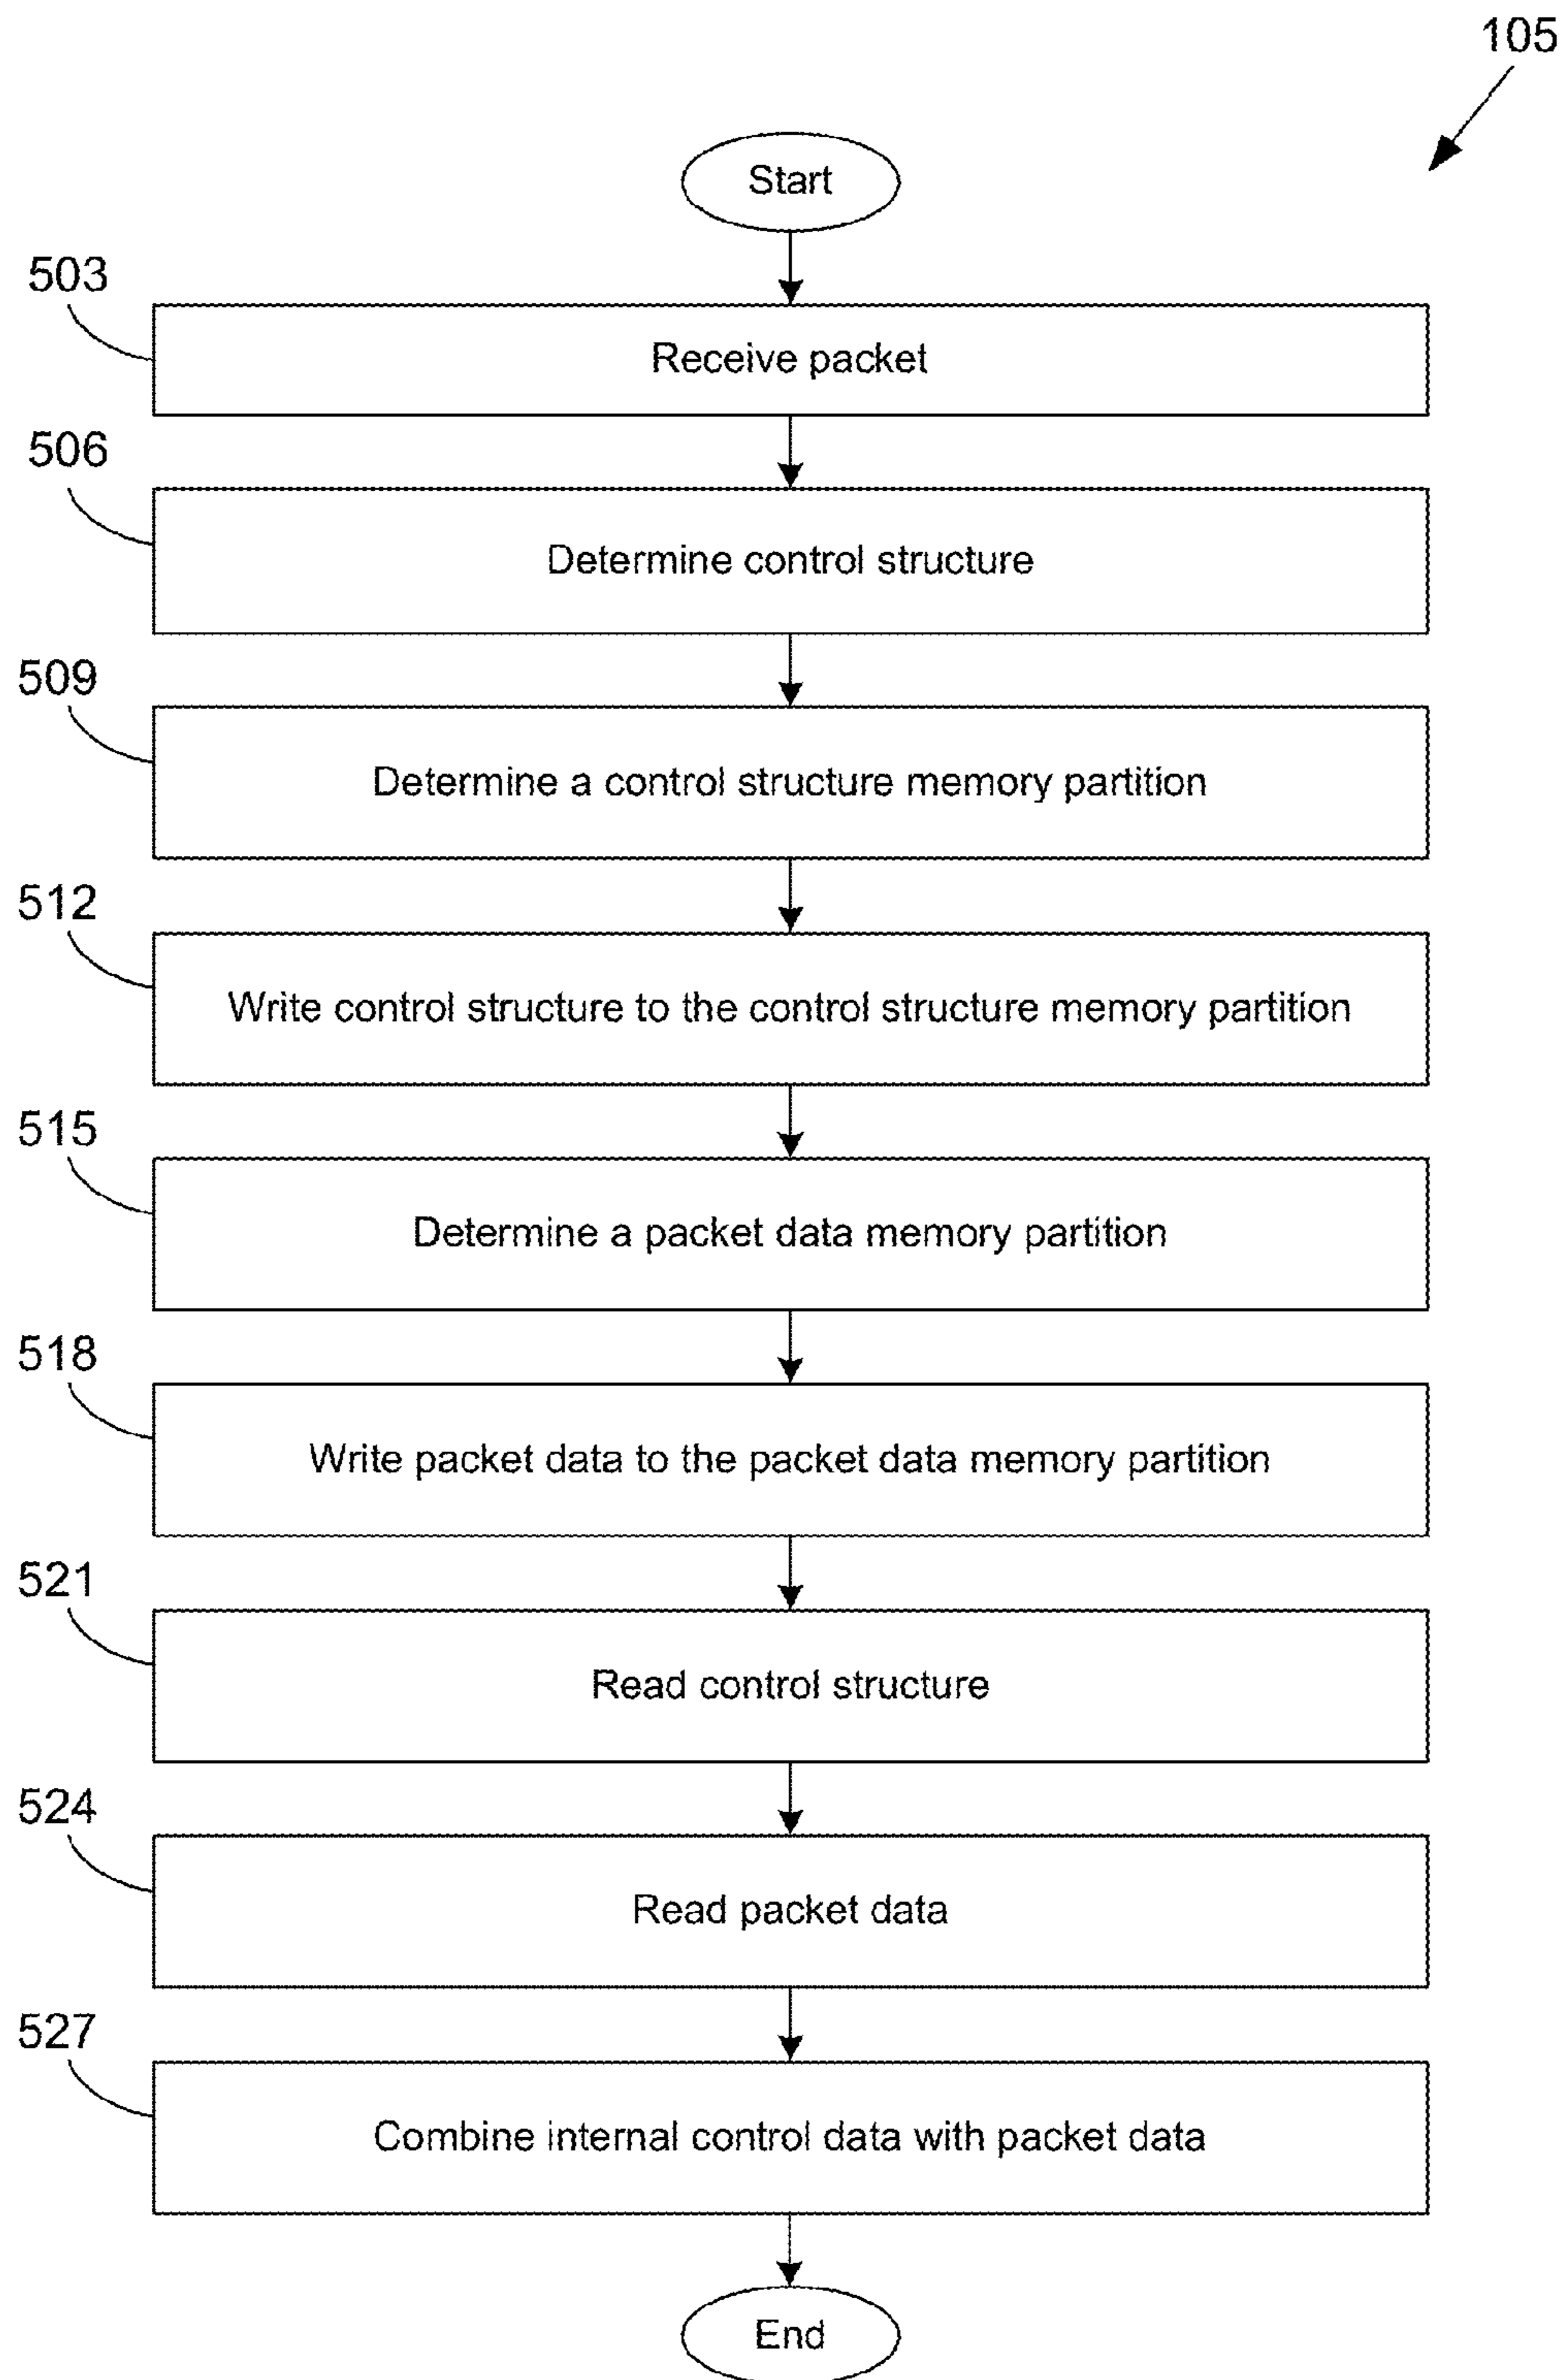 105
Start
503
Receive packet
506
Determine control structure
509
Determine a control structure memory partition
512
Write control structure to the control structure memory partition
515
Determine a packet data memory partition
518
Write packet data to the packet data memory partition
521
Read control structure
524
Read packet data
527
Combine internal control data with packet data
End